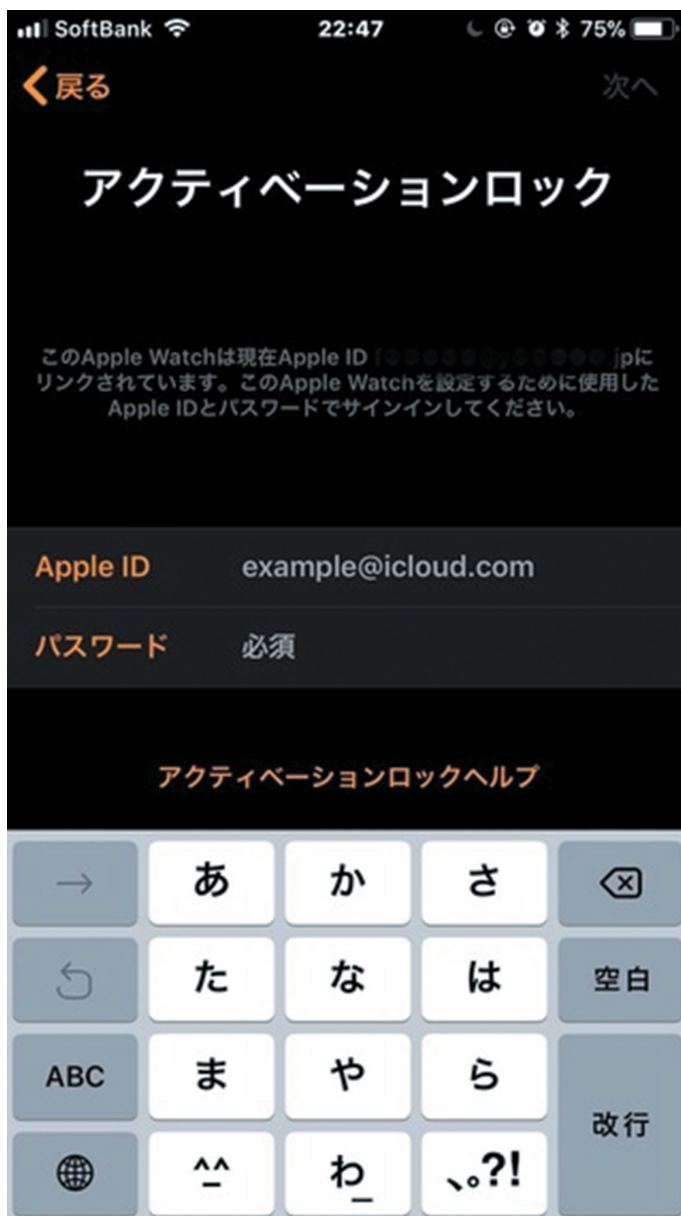 SoftBank 22:47 75%
戻る 次へ
アクティベーションロック
このApple Watchは現在Apple ID jpに
リンクされています。このApple Watchを設定するために使用した
Apple IDとパスワードでサインインしてください。
Apple ID example@icloud.com
パスワード 必須
アクティベーションロックヘルプ
→ あ か さ
た な は 空白
ABC ま や ら 改行
^^ わ_ 、。?!